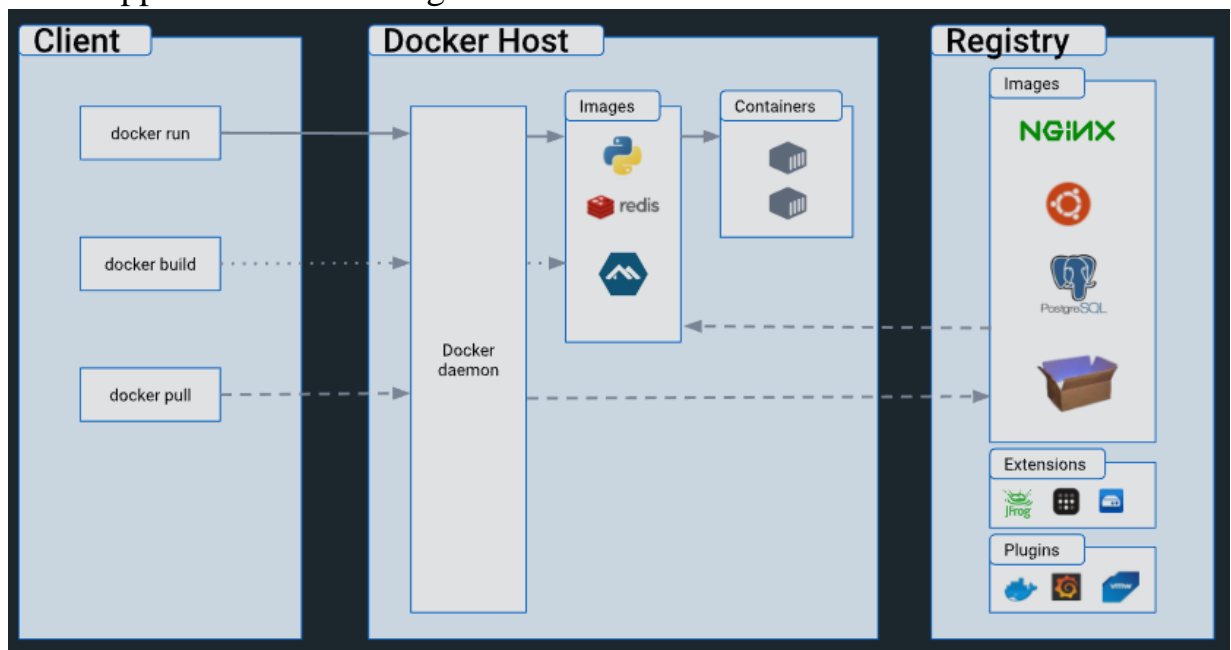 Client
docker run
docker build
docker pull
Docker Host
Docker
daemon
Images
redis
Containers
Registry
Images
NGINX
PostgreSQL
Extensions
JFrog
Plugins
vmw